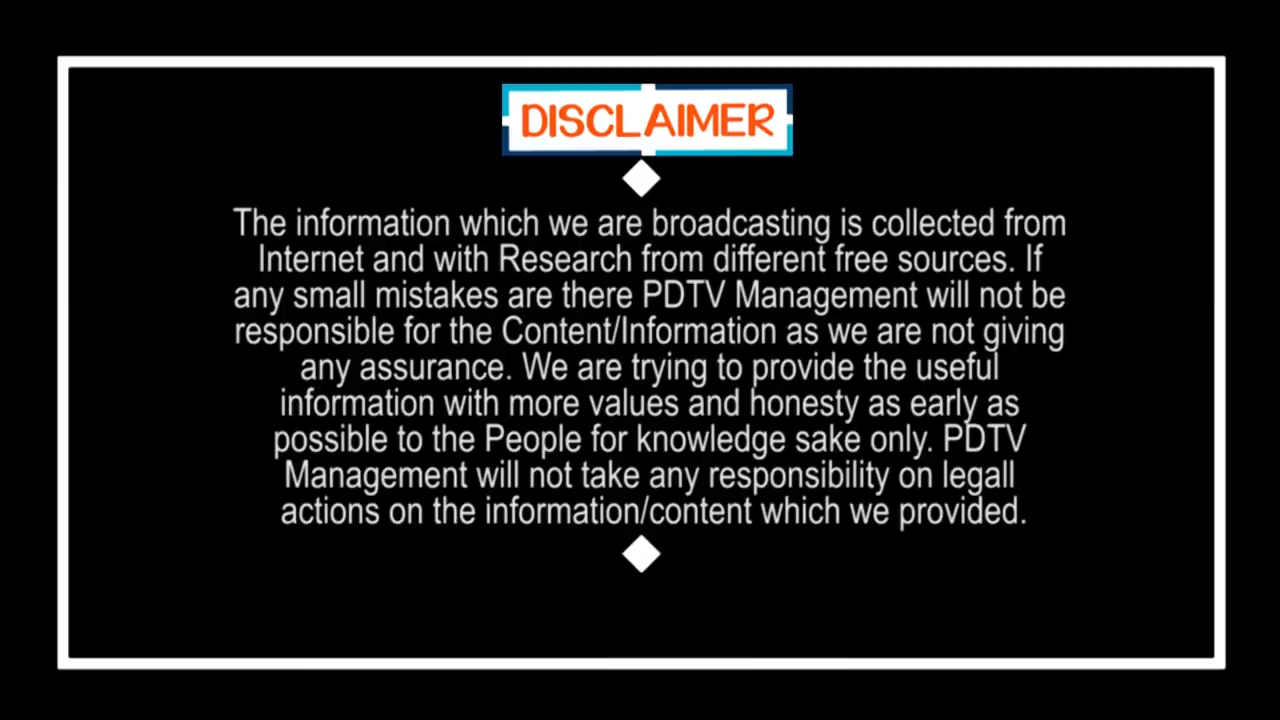 DISCLAIMER
The information which we are broadcasting is collected from
Internet and with Research from different free sources. If
any small mistakes are there PDTV Management will not be
responsible for the Content/Information as we are not giving
any assurance. We are trying to provide the useful
information with more values and honesty as early as
possible to the People for knowledge sake only. PDTV
Management will not take any responsibility on legall
actions on the information/content which we provided.